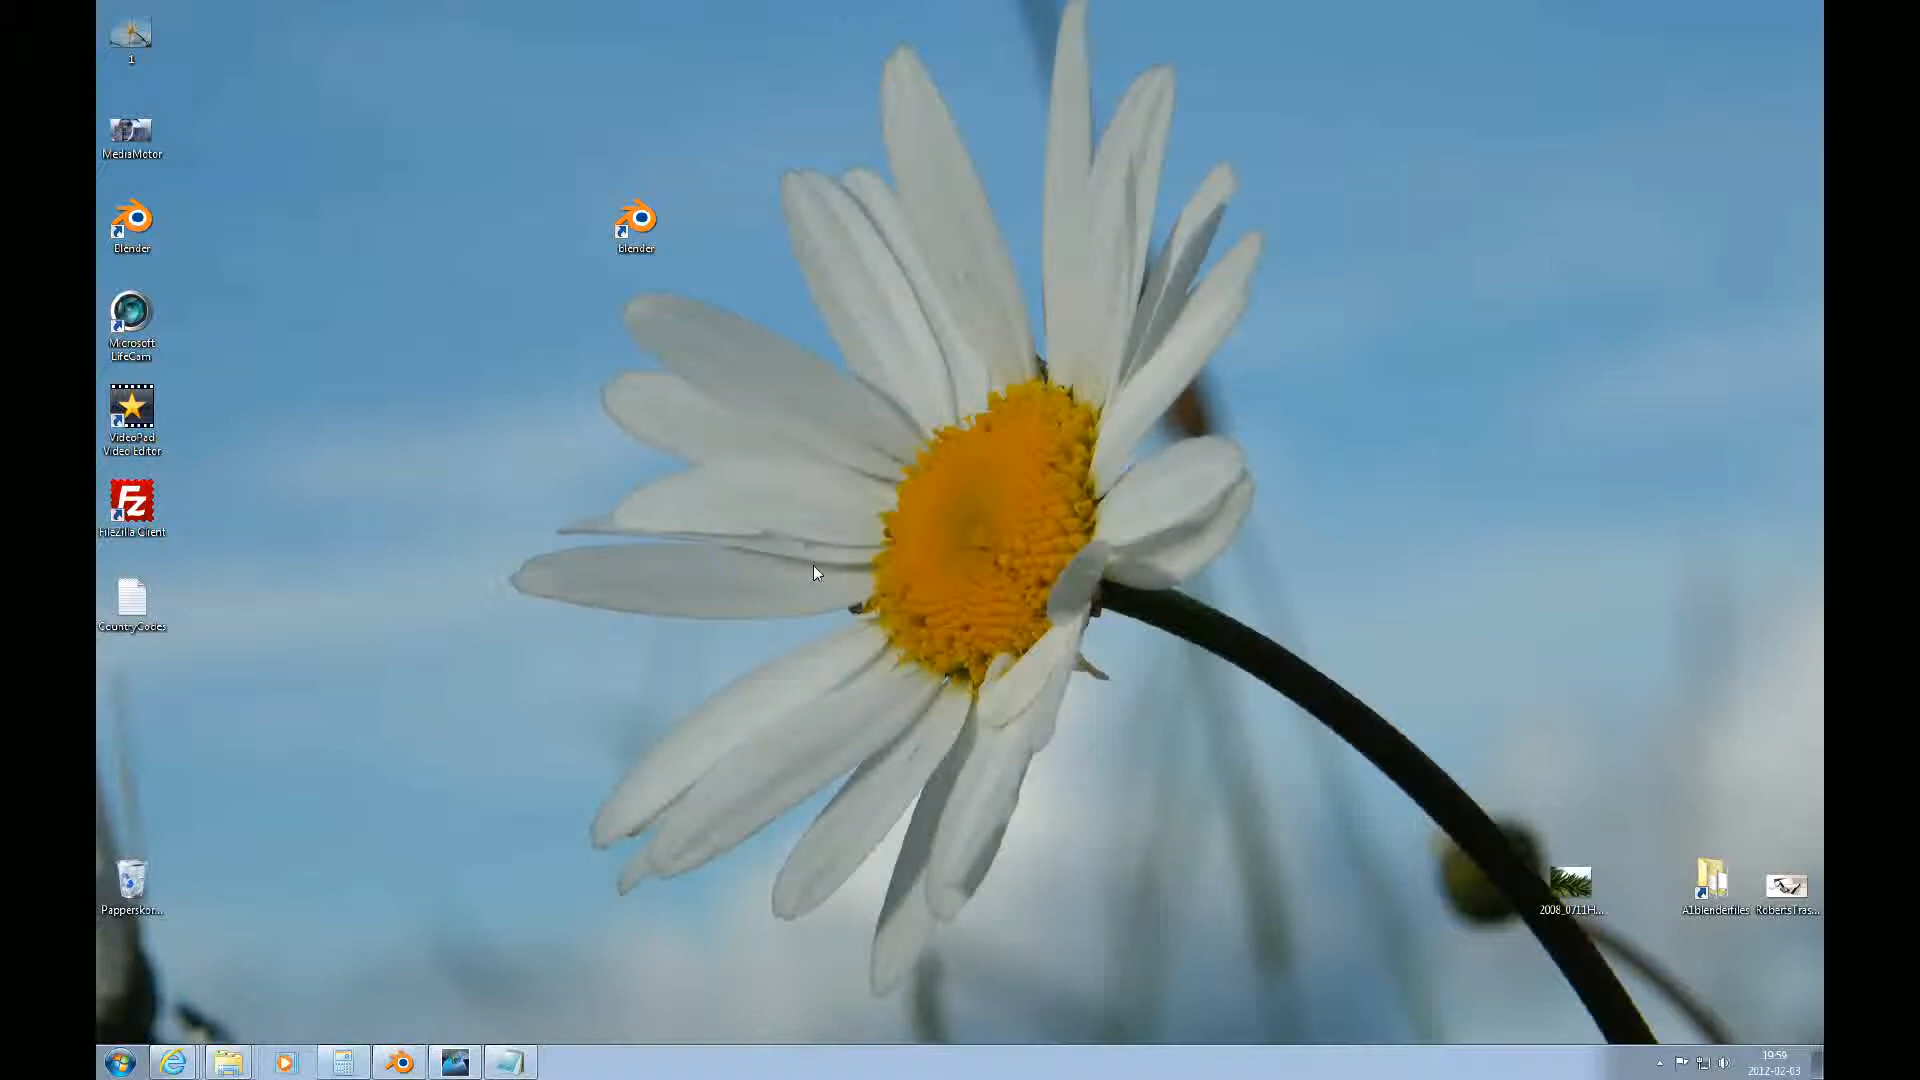 1
MediaMotor
Blender
blender
Microsoft
LifeCam
VideoPad
Video Editor
FileZilla Client
CountryCodes
Papperskor...
2008_0711H...
A1blenderfiles
RobertsTras...
19:59
2012-02-03